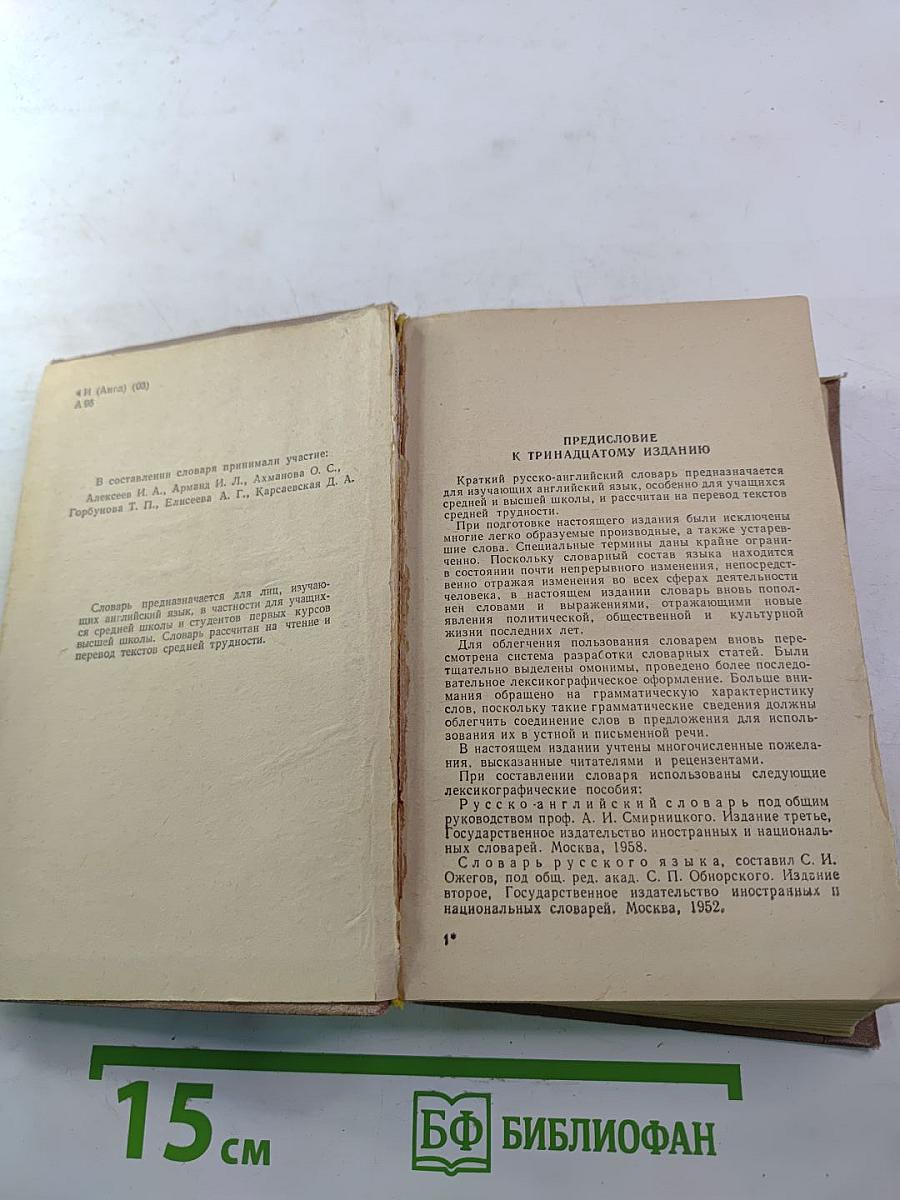 4 И (Англ) (03)
А 95
В составлении словаря принимали участие:
Алексеев И. А., Арманд И. Л., Ахманова О. С.,
Горбунова Т. П., Елисеева А. Г., Карсаевская Д. А.
Словарь предназначается для лиц, изучаю-
щих английский язык, в частности для учащих-
ся средней школы и студентов первых курсов
высшей школы. Словарь рассчитан на чтение и
перевод текстов средней трудности.
ПРЕДИСЛОВИЕ
К ТРИНАДЦАТОМУ ИЗДАНИЮ
Краткий русско-английский словарь предназначается
для изучающих английский язык, особенно для учащихся
средней и высшей школы, и рассчитан на перевод текстов
средней трудности.
При подготовке настоящего издания были исключены
многие легко образуемые производные, а также устарев-
шие слова. Специальные термины даны крайне ограни-
ченно. Поскольку словарный состав языка находится
в состоянии почти непрерывного изменения, непосредст-
венно отражая изменения во всех сферах деятельности
человека, в настоящем издании словарь вновь попол-
нен словами и выражениями, отражающими новые
явления политической, общественной и культурной
жизни последних лет.
Для облегчения пользования словарем вновь пере-
смотрена система разработки словарных статей. Были
тщательно выделены омонимы, проведено более последо-
вательное лексикографическое оформление. Больше вни-
мания обращено на грамматическую характеристику
слов, поскольку такие грамматические сведения должны
облегчить соединение слов в предложения для исполь-
зования их в устной и письменной речи.
В настоящем издании учтены многочисленные пожела-
ния, высказанные читателями и рецензентами.
При составлении словаря использованы следующие
лексикографические пособия:
Русско-английский словарь под общим
руководством проф. А. И. Смирницкого. Издание третье,
Государственное издательство иностранных и националь-
ных словарей. Москва, 1958.
Словарь русского языка, составил С. И.
Ожегов, под общ. ред. акад. С. П. Обнорского. Издание
второе, Государственное издательство иностранных и
национальных словарей. Москва, 1952.
1*
15 см
БФ БИБЛИОФАН